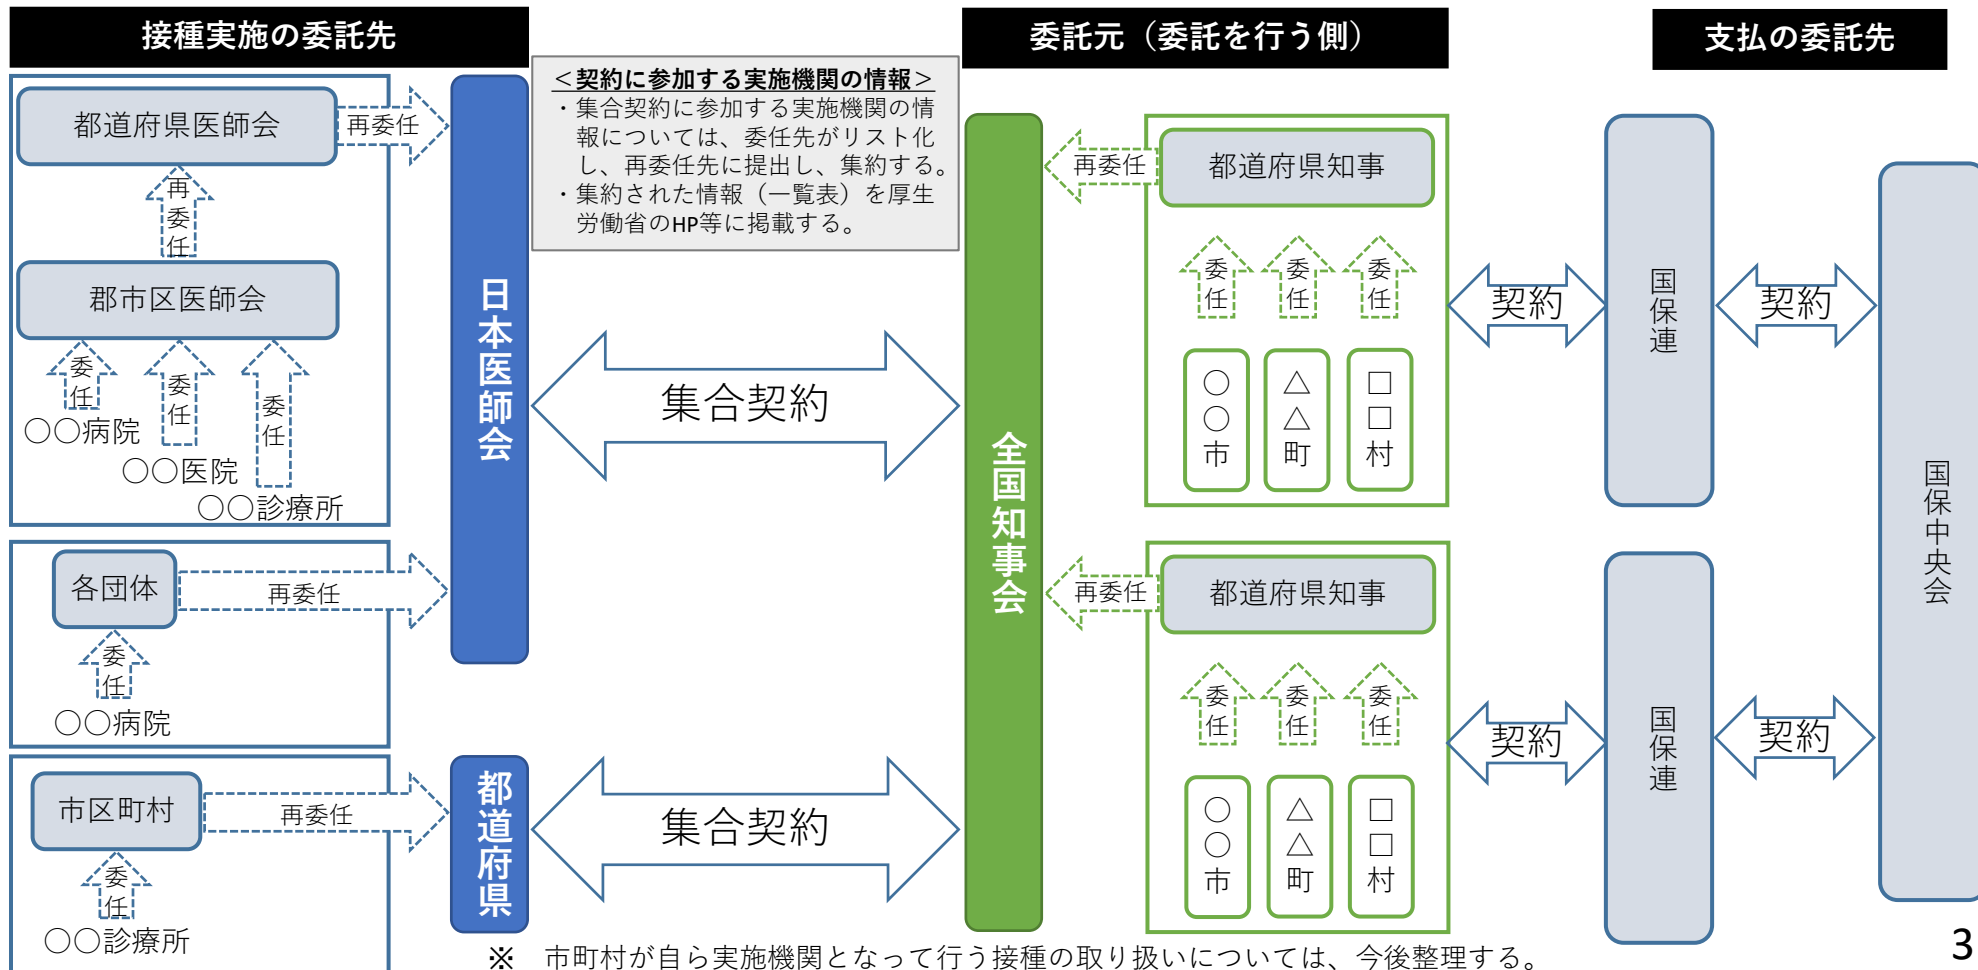 接種実施の委託先
委託元（委託を行う側）
支払の委託先
都道府県医師会
再委任
再委任
郡市区医師会
委任
委任
委任
〇〇病院
〇〇医院
〇〇診療所
各団体
再委任
委任
〇〇病院
市区町村
再委任
委任
〇〇診療所
日本医師会
都道府県
＜契約に参加する実施機関の情報＞
・集合契約に参加する実施機関の情
報については、委任先がリスト化
し、再委任先に提出し、集約する。
・集約された情報（一覧表）を厚生
労働省のHP等に掲載する。
集合契約
集合契約
全国知事会
再委任
都道府県知事
委任
委任
委任
〇〇市
△△町
□□村
再委任
都道府県知事
委任
委任
委任
〇〇市
△△町
□□村
契約
国保連
契約
契約
国保連
契約
国保中央会
※　市町村が自ら実施機関となって行う接種の取り扱いについては、今後整理する。
3